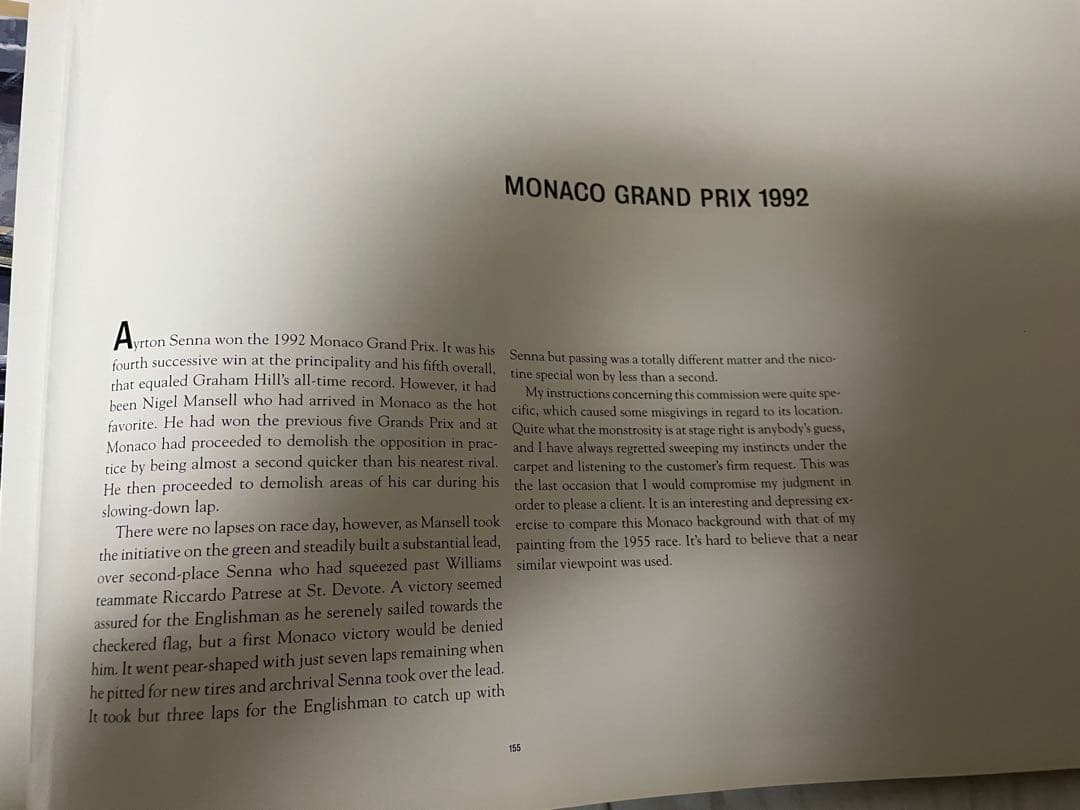 MONACO GRAND PRIX 1992
Ayrton Senna won the 1992 Monaco Grand Prix. It was his
fourth successive win at the principality and his fifth overall,
that equaled Graham Hill's all-time record. However, it had
been Nigel Mansell who had arrived in Monaco as the hot
favorite. He had won the previous five Grands Prix and at
Monaco had proceeded to demolish the opposition in prac-
tice by being almost a second quicker than his nearest rival.
He then proceeded to demolish areas of his car during his
slowing-down lap.
There were no lapses on race day, however, as Mansell took
the initiative on the green and steadily built a substantial lead,
over second-place Senna who had squeezed past Williams
teammate Riccardo Patrese at St. Devote. A victory seemed
assured for the Englishman as he serenely sailed towards the
checkered flag, but a first Monaco victory would be denied
him. It went pear-shaped with just seven laps remaining when
he pitted for new tires and archrival Senna took over the lead.
It took but three laps for the Englishman to catch up with
Senna but passing was a totally different matter and the nico-
tine special won by less than a second.
My instructions concerning this commission were quite spe-
cific, which caused some misgivings in regard to its location.
Quite what the monstrosity is at stage right is anybody's guess,
and I have always regretted sweeping my instincts under the
carpet and listening to the customer's firm request. This was
the last occasion that I would compromise my judgment in
order to please a client. It is an interesting and depressing ex-
ercise to compare this Monaco background with that of my
painting from the 1955 race. It's hard to believe that a near
similar viewpoint was used.
155